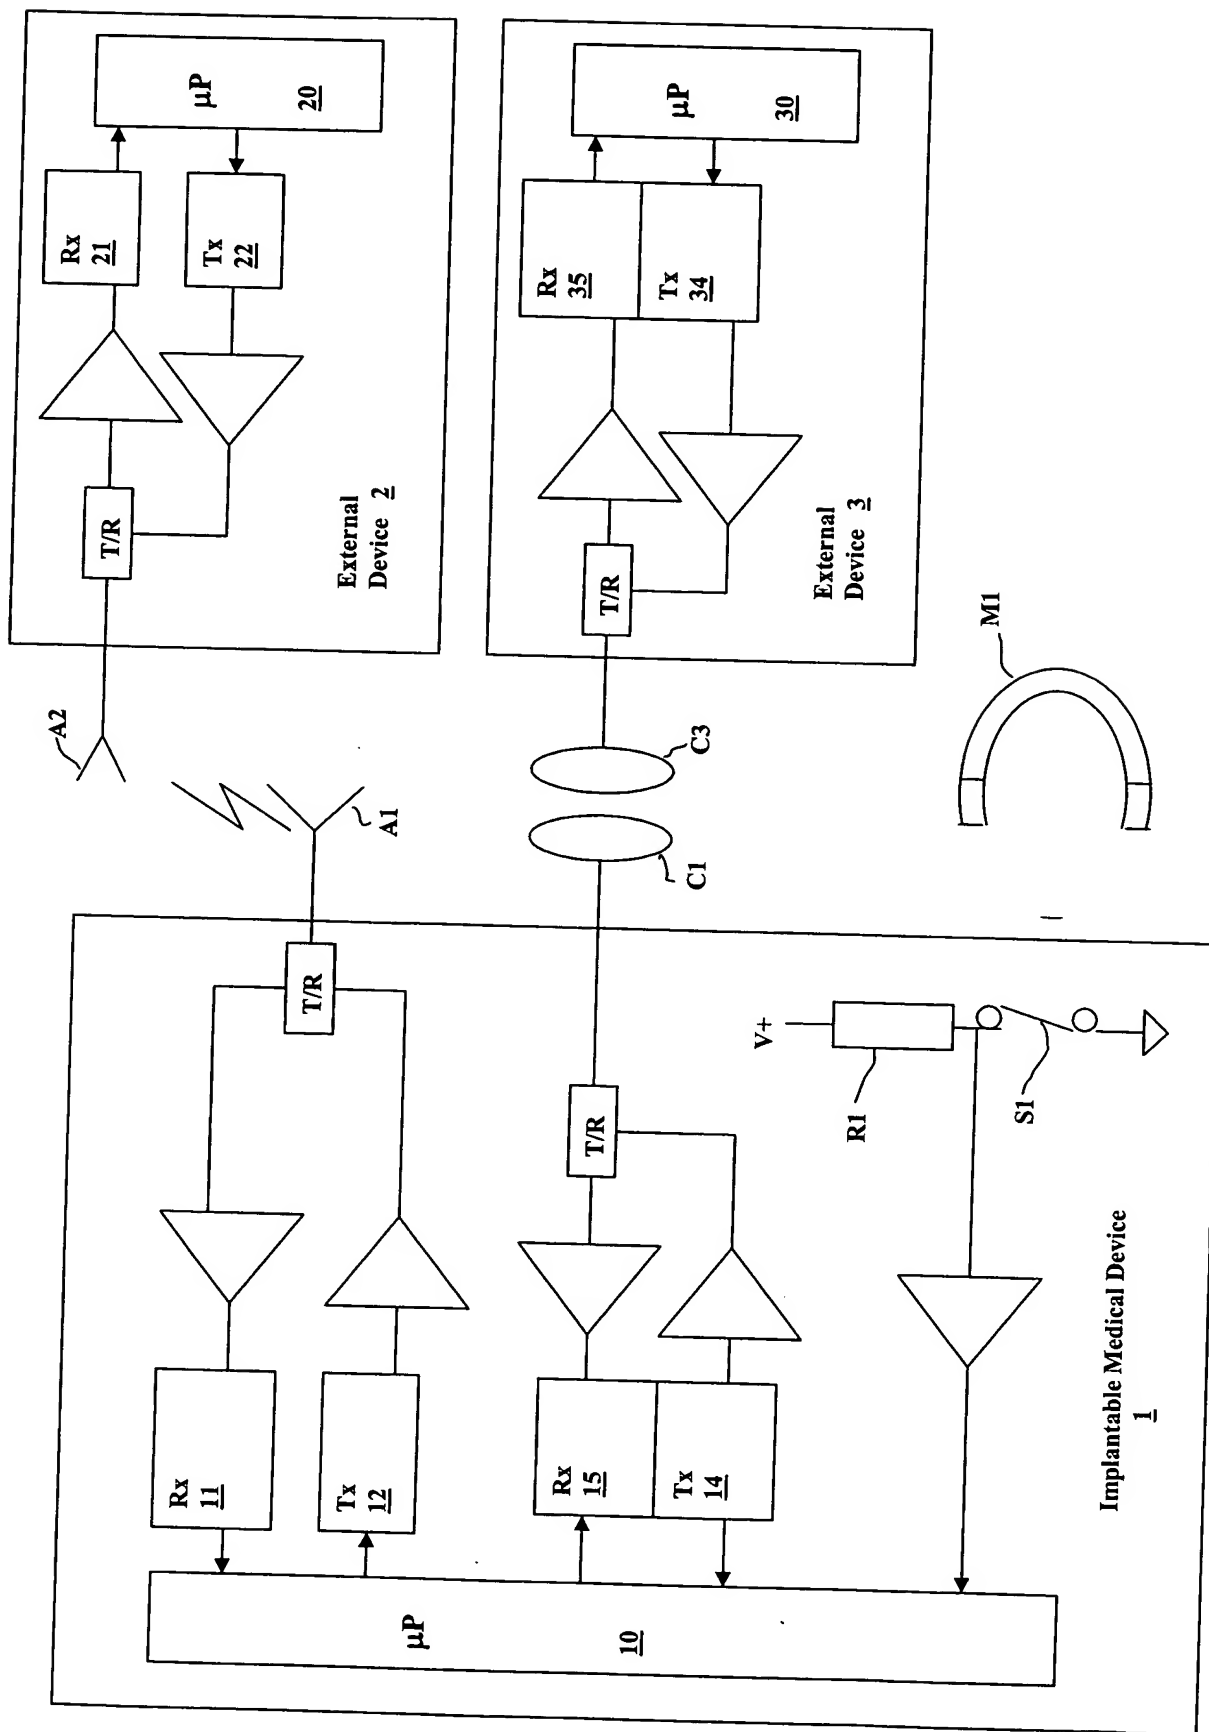 Implantable Medical Device
1
μP
10
Rx
11
Tx
12
Rx
15
Tx
14
T/R
T/R
V+
R1
S1
A1
A2
C1
C3
M1
External
Device 2
T/R
Rx
21
Tx
22
μP
20
External
Device 3
T/R
Rx
35
Tx
34
μP
30